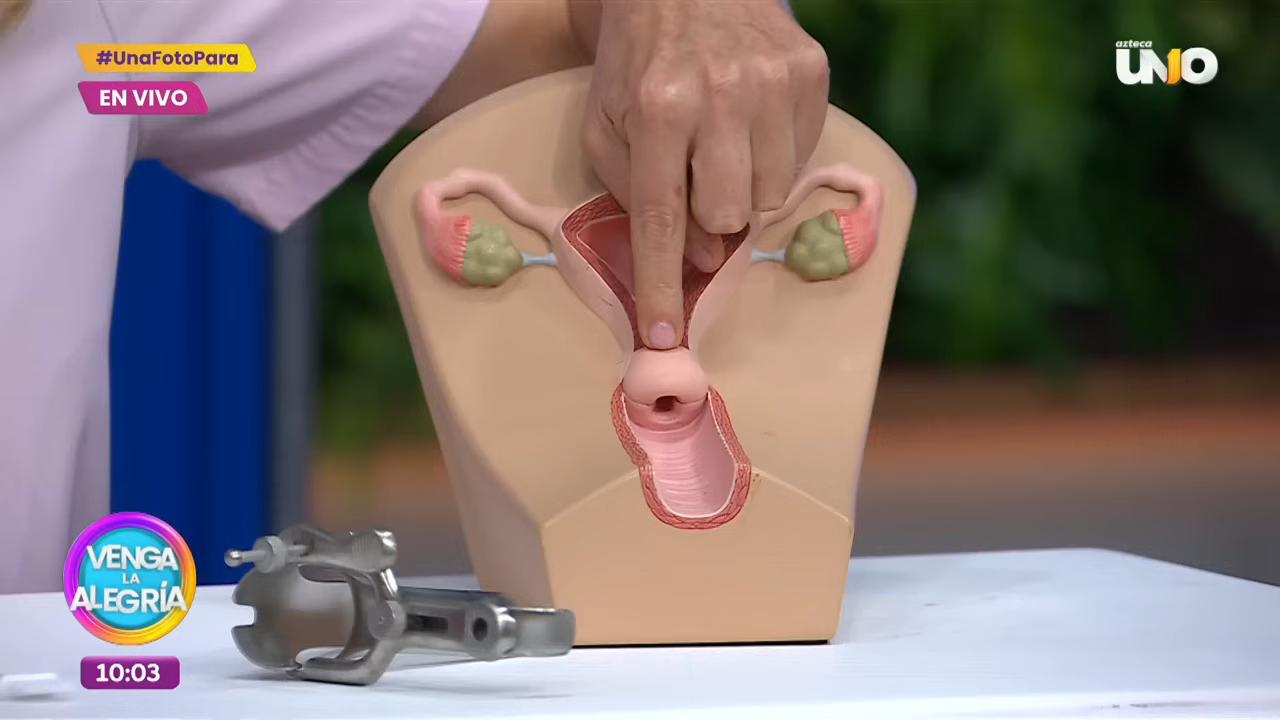 #UnaFotoPara
EN VIVO
azteca
UNO
VENGA
LA
ALEGRÍA
10:03